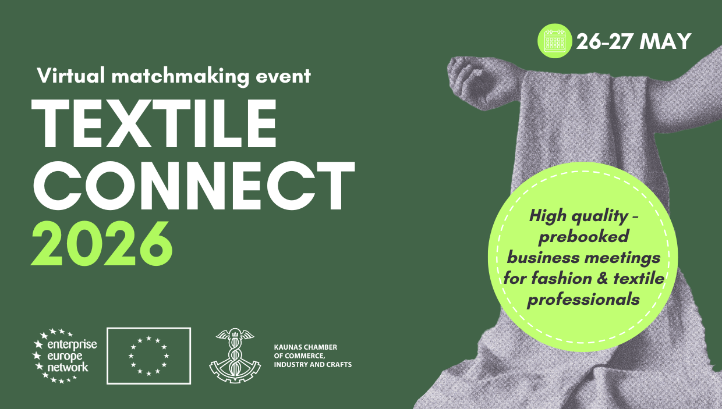 26-27 MAY
Virtual matchmaking event
TEXTILE
CONNECT
2026
High quality -
prebooked
business meetings
for fashion & textile
professionals
enterprise
europe
network
KAUNAS CHAMBER
OF COMMERCE,
INDUSTRY AND CRAFTS